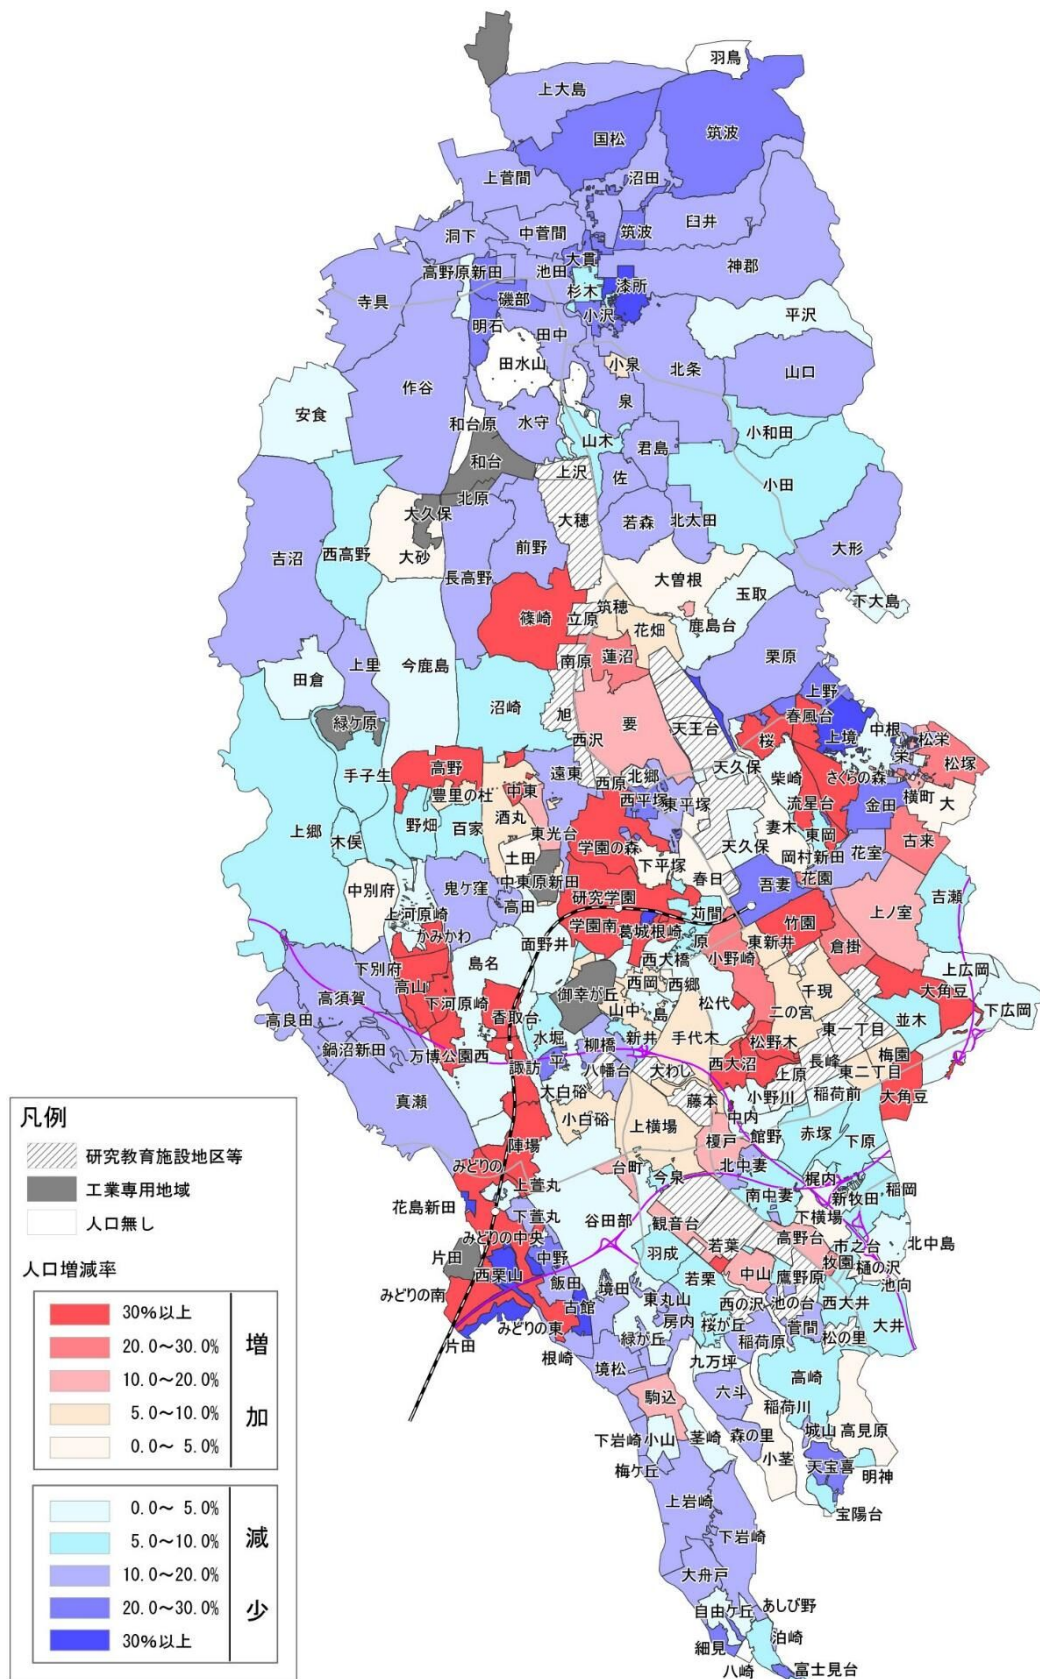 羽鳥
上大島
国松
筑波
上菅間
沼田
洞下
中菅間
筑波
臼井
大貫
神郡
高野原新田
池田
漆所
杉木
寺具
磯部
小沢
平沢
明石
田中
田水山
小泉
北条
山口
作谷
泉
安食
和台原
水守
山木
小和田
君島
和台
上沢
佐
小田
北原
大久保
大穂
若森
北太田
吉沼
西高野
大砂
前野
大形
長高野
大曽根
玉取
下大島
筑穂
篠崎
立原
花畑
鹿島台
上里
今鹿島
南原
蓮沼
栗原
田倉
上野
沼崎
旭
要
春風台
緑ケ原
天王台
桜
上境
中根
松栄
西沢
栄
松塚
手子生
高野
遠東
西原
北郷
天久保
柴崎
さくらの森
豊里の杜
中東
西平塚
東平塚
流星台
金田
横町
大
上郷
木俣
野畑
百家
酒丸
東光台
学園の森
妻木
東岡
古来
土田
下平塚
天久保
岡村新田
花室
中別府
鬼ケ窪
中東原新田
春日
吾妻
花園
吉瀬
上河原崎
高田
研究学園
苅間
竹園
上ノ室
かみかわ
面野井
学園南
葛城根崎
原
小野崎
東新井
倉掛
下別府
島名
西大橋
上広岡
高須賀
高山
下河原崎
御幸が丘
西岡
西郷
松代
千現
大角豆
下広岡
高良田
香取台
山中
島
二の宮
並木
鍋沼新田
水堀
柳橋
新井
手代木
松野木
東一丁目
梅園
万博公園西
諏訪
平
八幡台
大わし
西大沼
上原
長峰
東二丁目
真瀬
大白硲
藤本
小野川
稲荷前
大角豆
小白硲
上横場
中内
館野
赤塚
下原
陣場
榎戸
みどりの
台町
今泉
北中妻
梶内
上萱丸
南中妻
新牧田
稲岡
花島新田
下萱丸
谷田部
観音台
下横場
みどりの中央
高野台
市之台
北中島
片田
中野
羽成
若葉
牧園
樋の沢
西栗山
飯田
中山
鷹野原
池向
みどりの南
境田
若栗
西の沢
池の台
西大井
古館
東丸山
大井
みどりの東
桜が丘
菅間
松の里
片田
緑が丘
房内
稲荷原
根崎
境松
九万坪
高崎
駒込
六斗
稲荷川
城山
高見原
下岩崎
小山
茎崎
森の里
小茎
天宝喜
明神
梅ケ丘
上岩崎
宝陽台
下岩崎
大舟戸
自由ケ丘
あしび野
細見
泊崎
八崎
富士見台
凡例
研究教育施設地区等
工業専用地域
人口無し
人口増減率
30%以上
20.0～30.0%
10.0～20.0%
5.0～10.0%
0.0～ 5.0%
増加
0.0～ 5.0%
5.0～10.0%
10.0～20.0%
20.0～30.0%
30%以上
減少